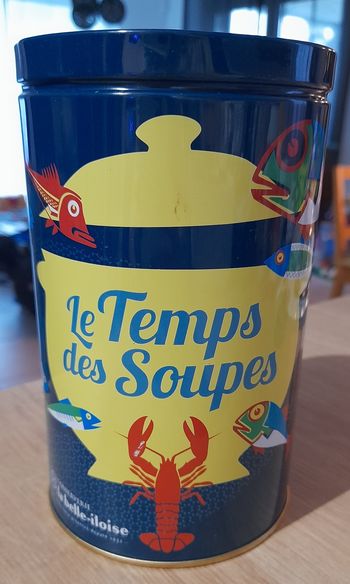 Le Temps
des Soupes
la belle-iloise